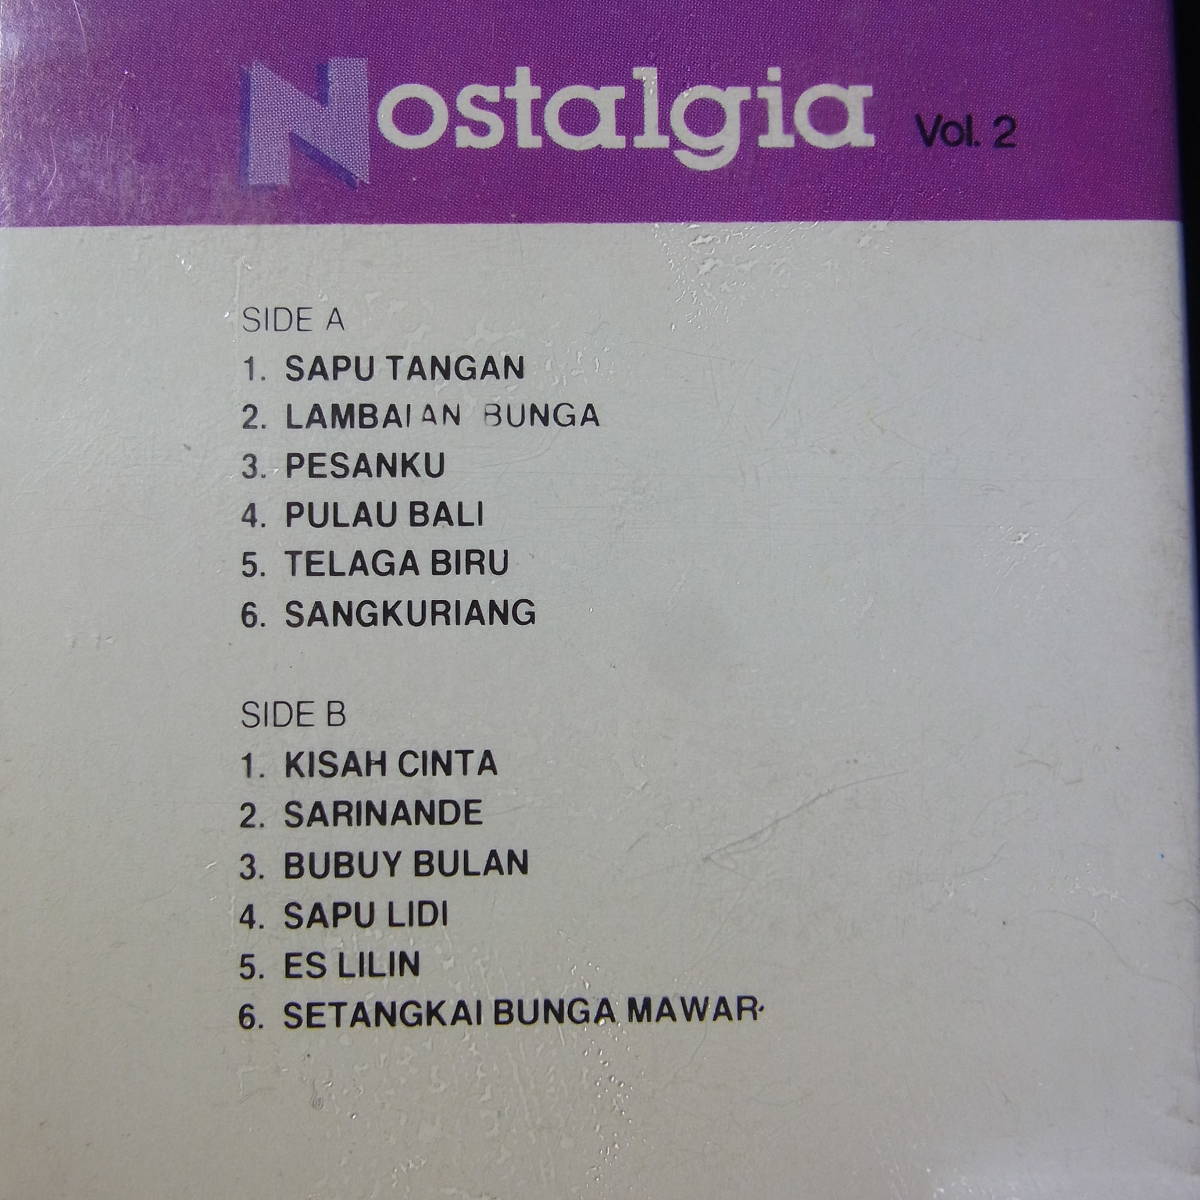 Nostalgia Vol. 2
SIDE A
1. SAPU TANGAN
2. LAMBAIAN BUNGA
3. PESANKU
4. PULAU BALI
5. TELAGA BIRU
6. SANGKURIANG
SIDE B
1. KISAH CINTA
2. SARINANDE
3. BUBUY BULAN
4. SAPU LIDI
5. ES LILIN
6. SETANGKAI BUNGA MAWAR